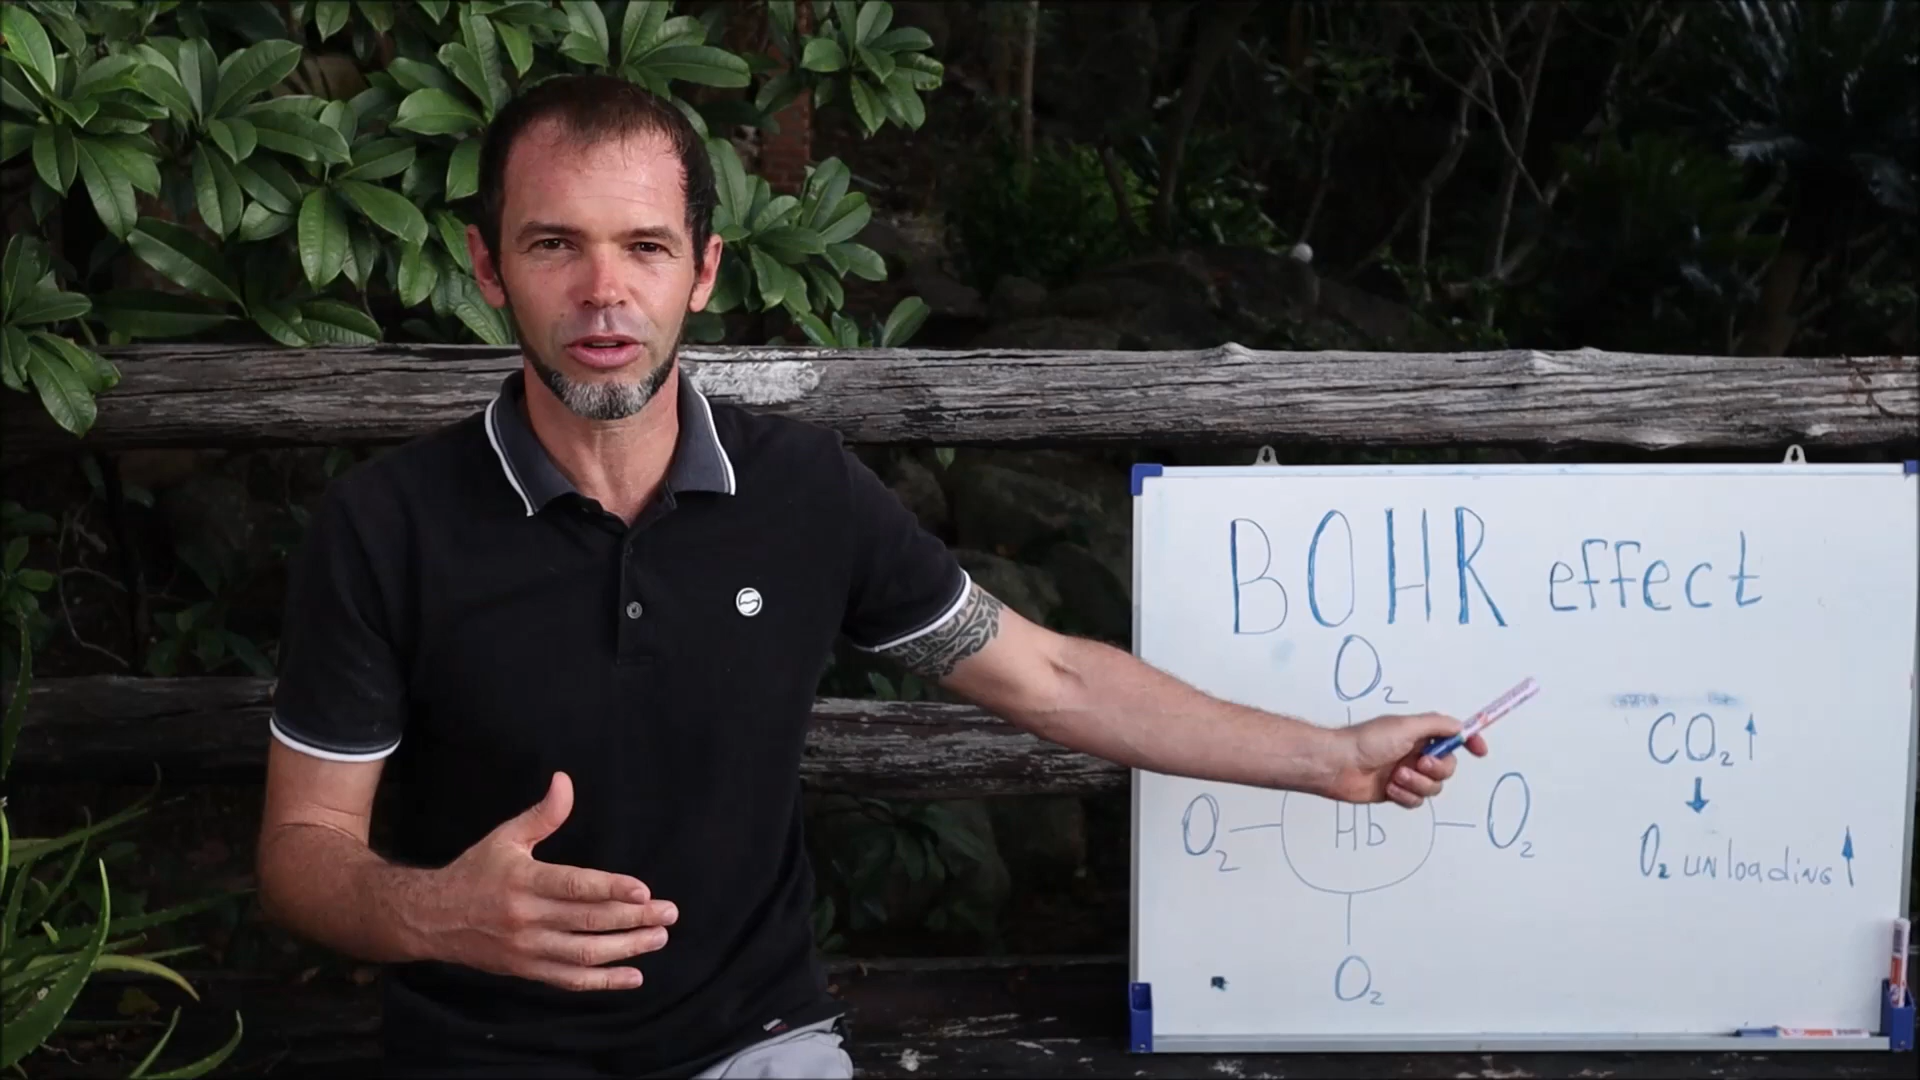 BOHR effect
O₂
O₂ Hb O₂
O₂
CO₂ ↑
↓
O₂ unloading ↑